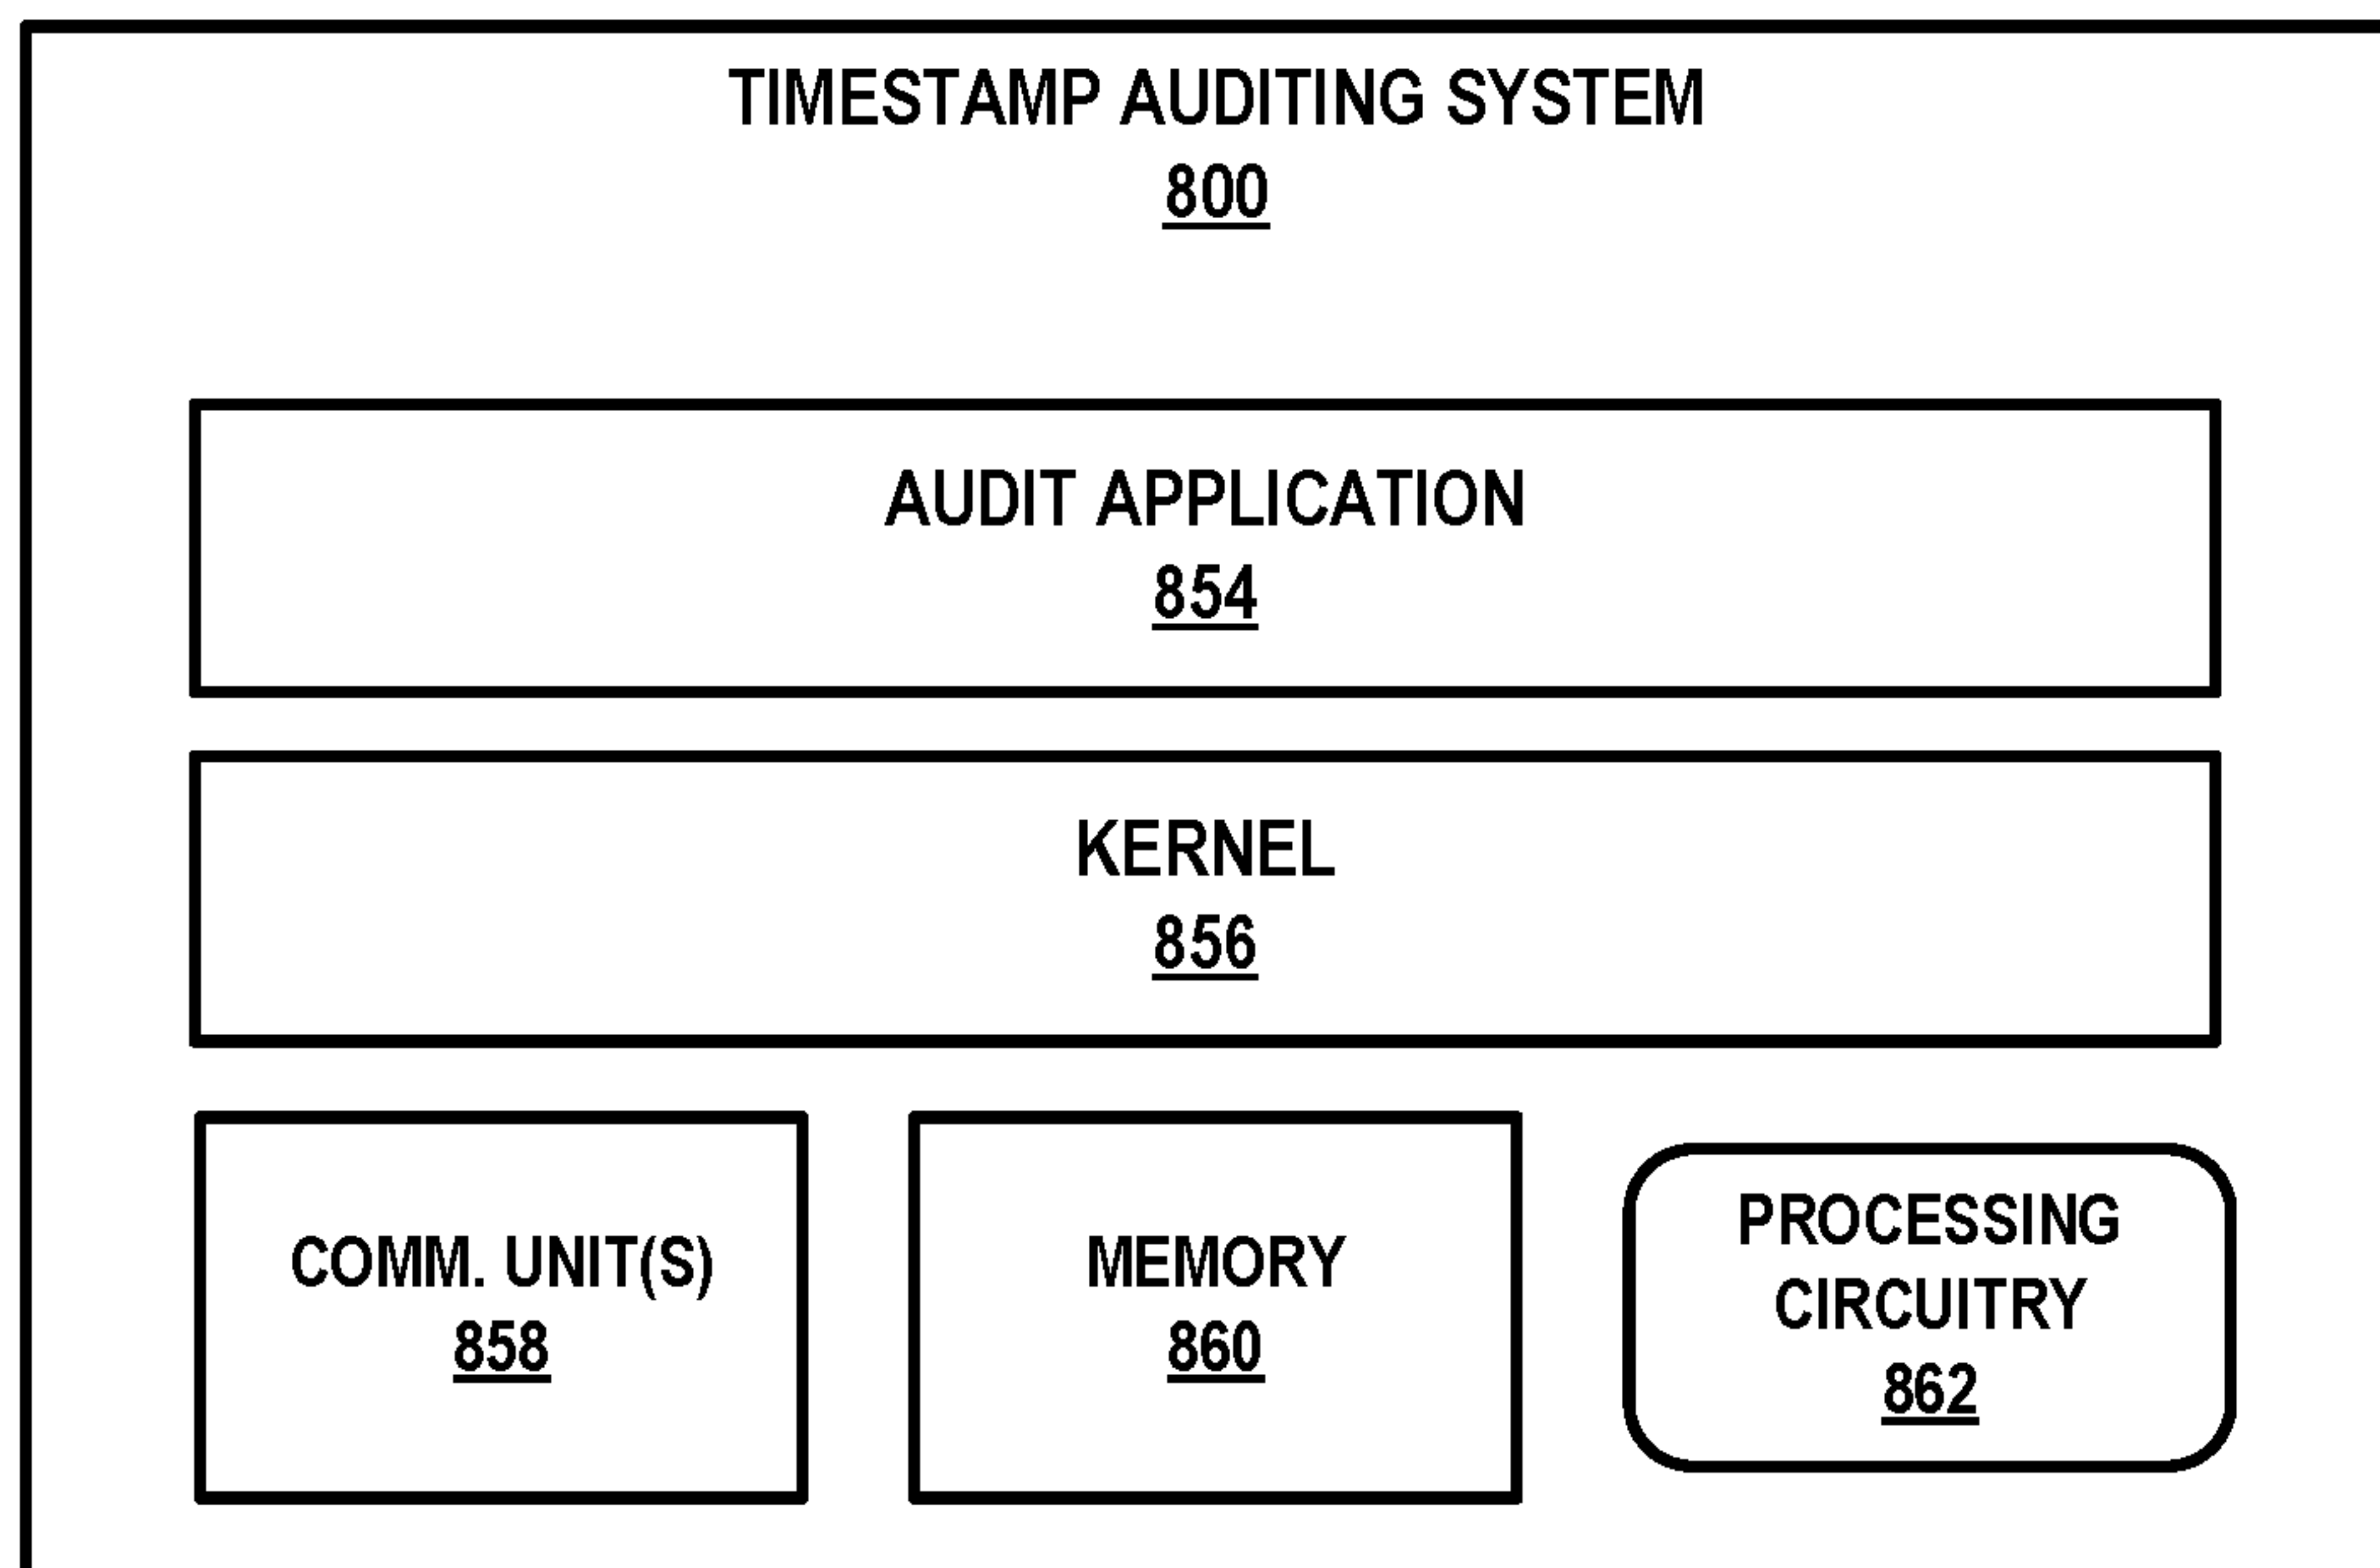 TIMESTAMP AUDITING SYSTEM
800
AUDIT APPLICATION
854
KERNEL
856
COMM. UNIT(S)
858
MEMORY
860
PROCESSING
CIRCUITRY
862